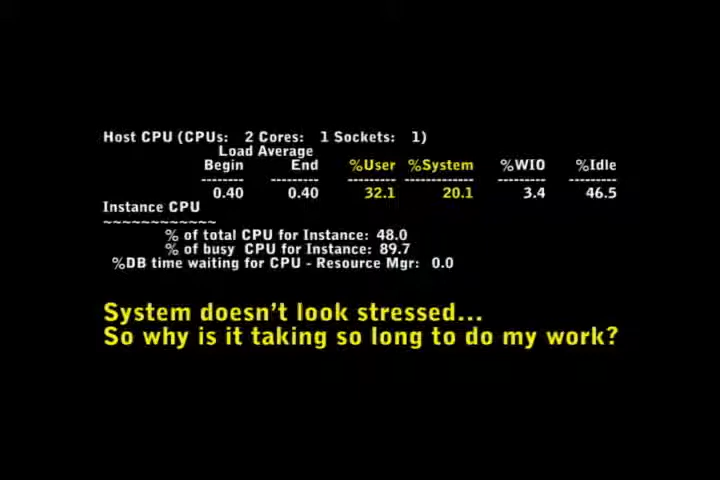 Host CPU (CPUs: 2 Cores: 1 Sockets: 1)
Load Average
Begin End %User %System %WIO %Idle
-------- --------- --------- ------------- --------- ---------
0.40 0.40 32.1 20.1 3.4 46.5
Instance CPU
~~~~~~~~~~~~
% of total CPU for Instance: 48.0
% of busy CPU for Instance: 89.7
%DB time waiting for CPU - Resource Mgr: 0.0
System doesn't look stressed...
So why is it taking so long to do my work?